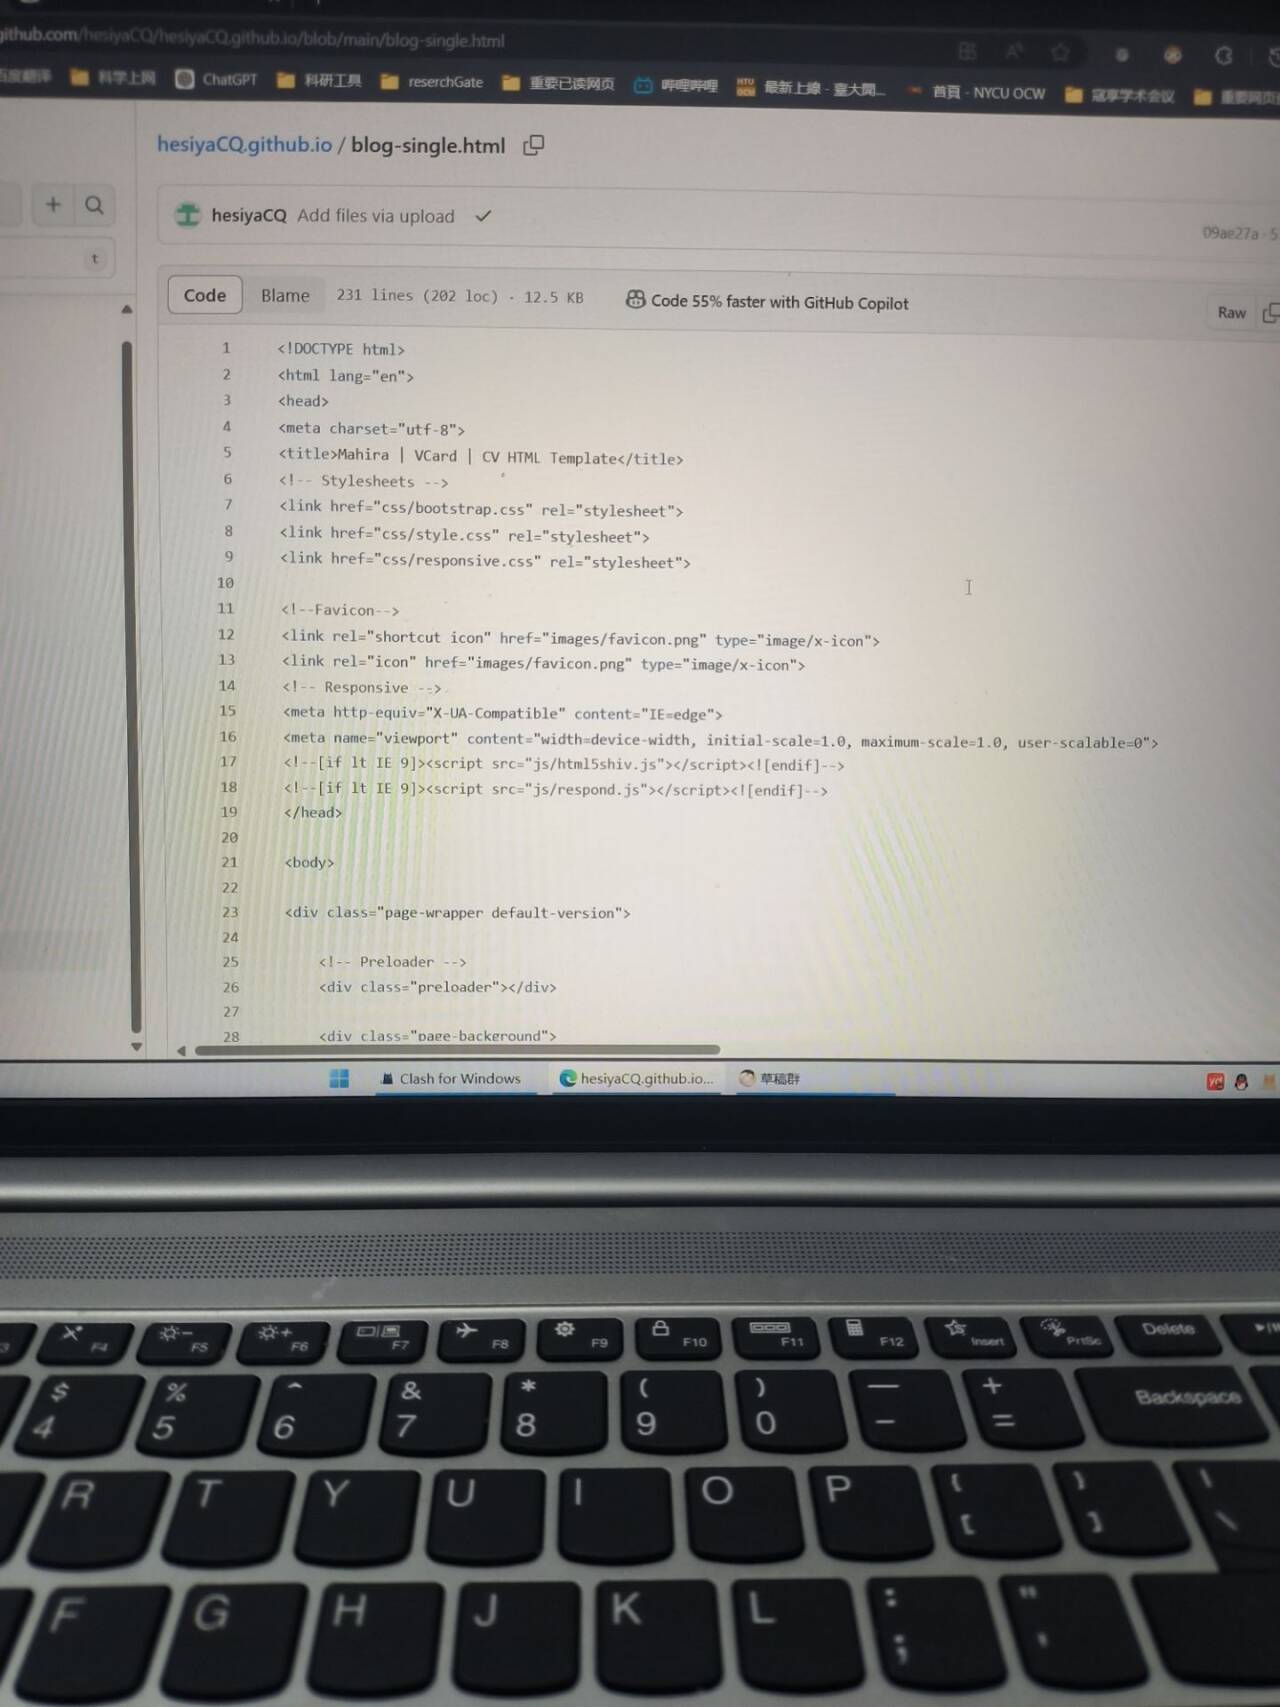 github.com/hesiyaCQ/hesiyaCQ.github.io/blob/main/blog-single.html
百度翻译 科学上网 ChatGPT 科研工具 reserchGate 重要已读网页 哔哩哔哩 NTU OCW 最新上線 - 臺大開... 首頁 - NYCU OCW 寇享学术会议 重要网页
hesiyaCQ.github.io / blog-single.html
hesiyaCQ Add files via upload
09ae27a · 5
t
Code Blame 231 lines (202 loc) · 12.5 KB Code 55% faster with GitHub Copilot Raw
1 <!DOCTYPE html>
2 <html lang="en">
3 <head>
4 <meta charset="utf-8">
5 <title>Mahira | VCard | CV HTML Template</title>
6 <!-- Stylesheets -->
7 <link href="css/bootstrap.css" rel="stylesheet">
8 <link href="css/style.css" rel="stylesheet">
9 <link href="css/responsive.css" rel="stylesheet">
10
11 <!--Favicon-->
12 <link rel="shortcut icon" href="images/favicon.png" type="image/x-icon">
13 <link rel="icon" href="images/favicon.png" type="image/x-icon">
14 <!-- Responsive -->
15 <meta http-equiv="X-UA-Compatible" content="IE=edge">
16 <meta name="viewport" content="width=device-width, initial-scale=1.0, maximum-scale=1.0, user-scalable=0">
17 <!--[if lt IE 9]><script src="js/html5shiv.js"></script><![endif]-->
18 <!--[if lt IE 9]><script src="js/respond.js"></script><![endif]-->
19 </head>
20
21 <body>
22
23 <div class="page-wrapper default-version">
24
25 <!-- Preloader -->
26 <div class="preloader"></div>
27
28 <div class="page-background">
Clash for Windows hesiyaCQ.github.io... 草稿群
F4 F5 F6 F7 F8 F9 F10 F11 F12 Insert PrtSc Delete
$ % ^ & * ( ) — +
4 5 6 7 8 9 0 - = Backspace
R T Y U I O P { [ } ] | \
F G H J K L : ; " '